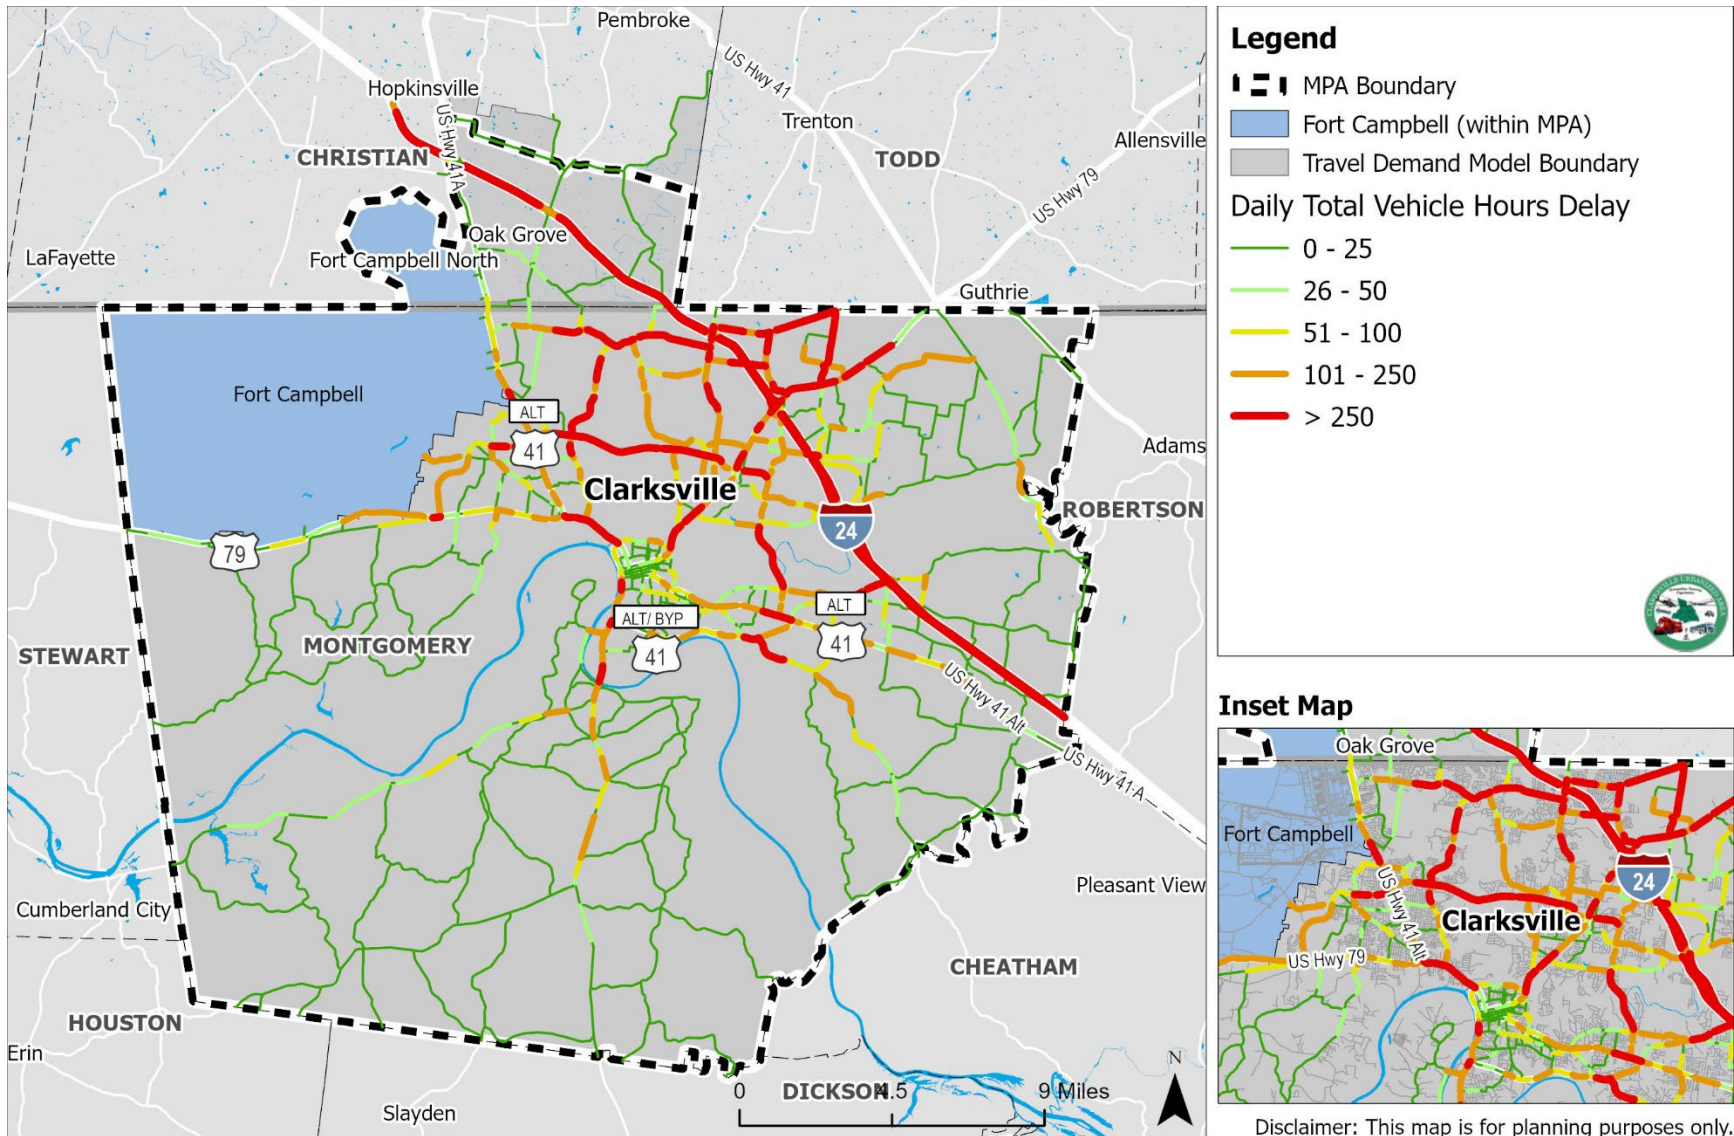 Pembroke
US Hwy 41
Hopkinsville
US Hwy 41A
Trenton
Allensville
CHRISTIAN
TODD
US Hwy 79
Oak Grove
LaFayette
Fort Campbell North
Guthrie
Fort Campbell
ALT
41
Adams
Clarksville
ROBERTSON
24
79
ALT
ALT/ BYP
41
41
STEWART
MONTGOMERY
US Hwy 41 Alt
US Hwy 41 A
Pleasant View
Cumberland City
CHEATHAM
HOUSTON
Erin
DICKSON
Slayden
0 4.5 9 Miles
N
Legend
MPA Boundary
Fort Campbell (within MPA)
Travel Demand Model Boundary
Daily Total Vehicle Hours Delay
0 - 25
26 - 50
51 - 100
101 - 250
> 250
Inset Map
Oak Grove
Fort Campbell
24
US Hwy 41 Alt
Clarksville
US Hwy 79
Disclaimer: This map is for planning purposes only.